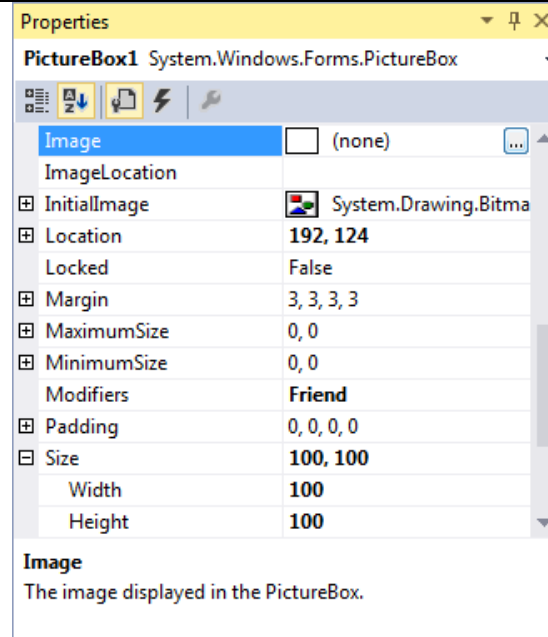 Properties
PictureBox1 System.Windows.Forms.PictureBox
Image (none) ...
ImageLocation
InitialImage System.Drawing.Bitma
Location 192, 124
Locked False
Margin 3, 3, 3, 3
MaximumSize 0, 0
MinimumSize 0, 0
Modifiers Friend
Padding 0, 0, 0, 0
Size 100, 100
Width 100
Height 100
Image
The image displayed in the PictureBox.